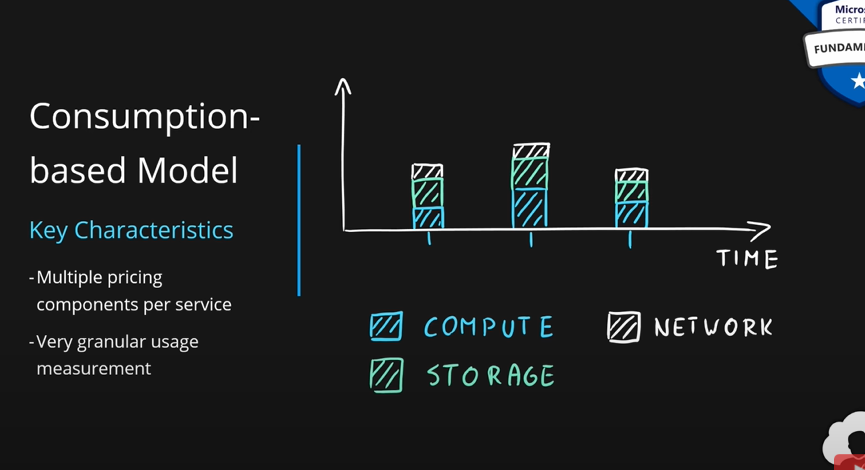 Consumption-
based Model
Key Characteristics
-Multiple pricing
components per service
-Very granular usage
measurement
TIME
COMPUTE
NETWORK
STORAGE